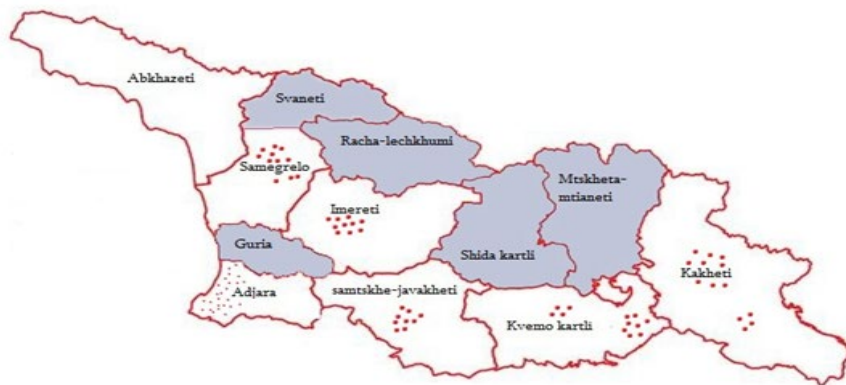 Abkhazeti
Svaneti
Racha-lechkhumi
Mtskheta-
mtianeti
Samegrelo
Imereti
Guria
Shida kartli
Kakheti
Adjara
samtskhe-javakheti
Kvemo kartli